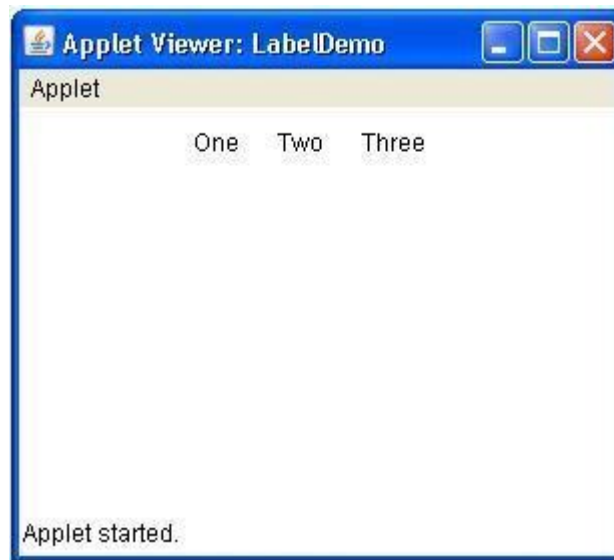 Applet Viewer: LabelDemo
Applet
One Two Three
Applet started.